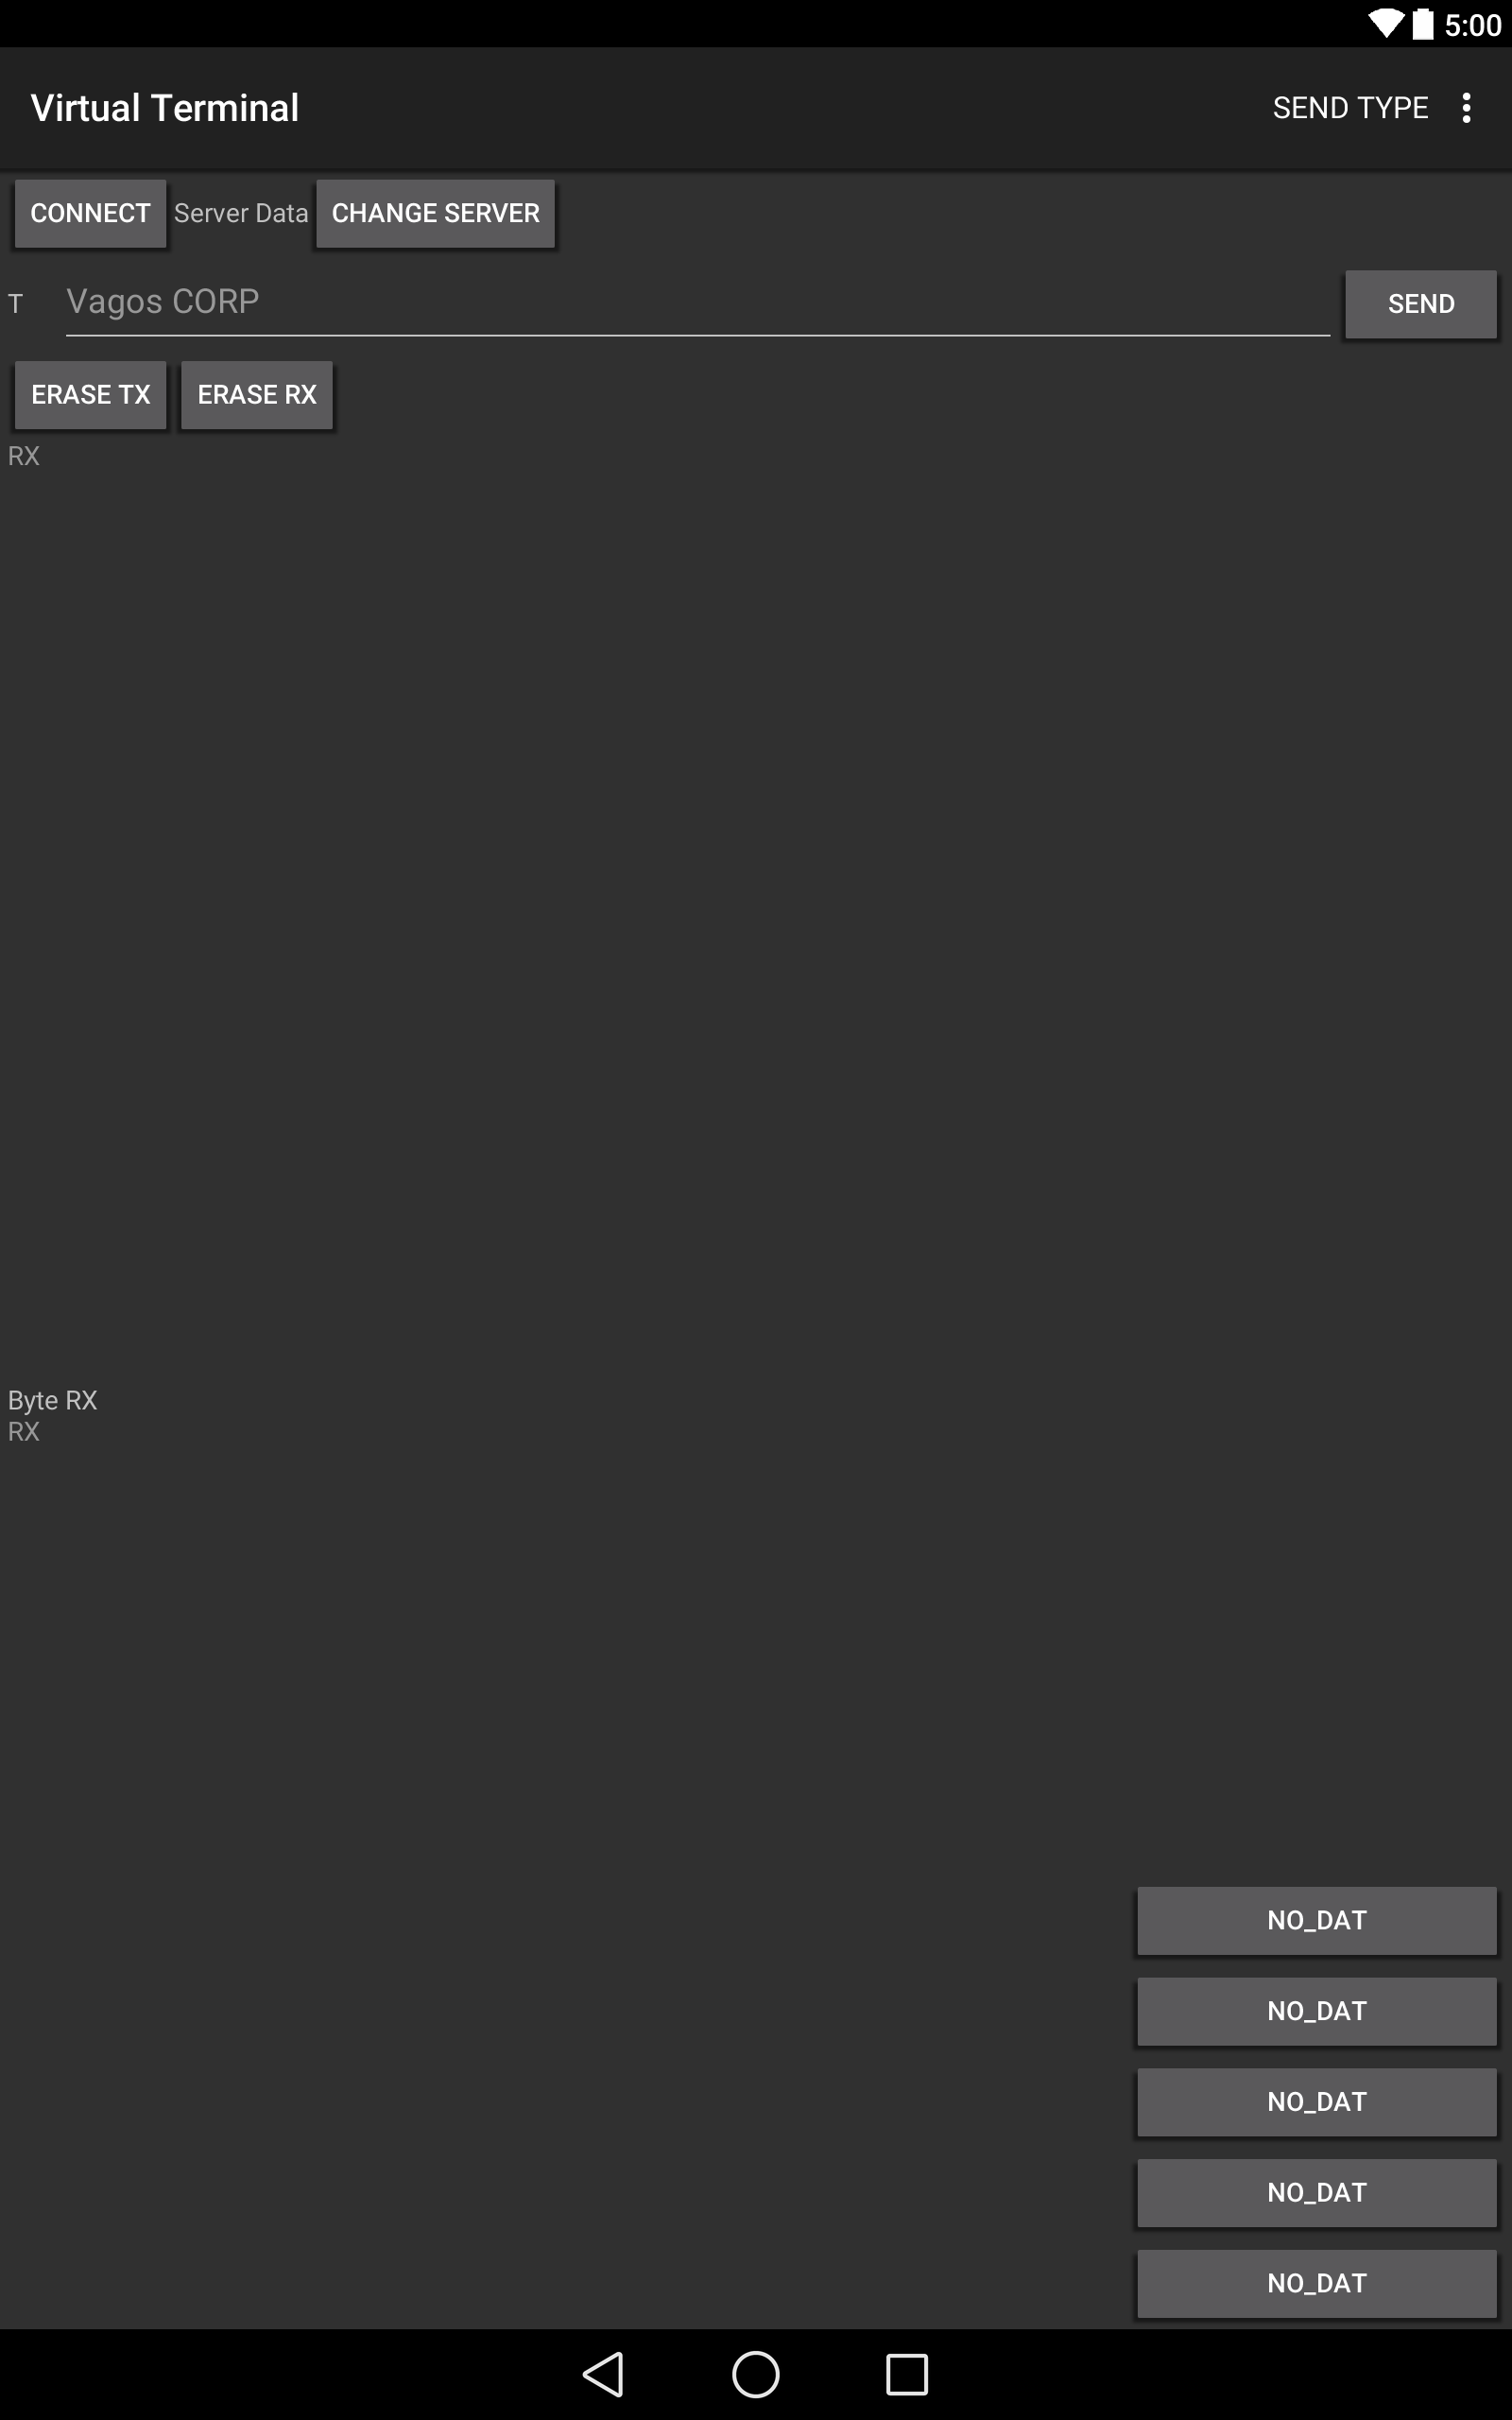 5:00
Virtual Terminal SEND TYPE
CONNECT Server Data CHANGE SERVER
T Vagos CORP SEND
ERASE TX ERASE RX
RX
Byte RX
RX
NO_DAT
NO_DAT
NO_DAT
NO_DAT
NO_DAT